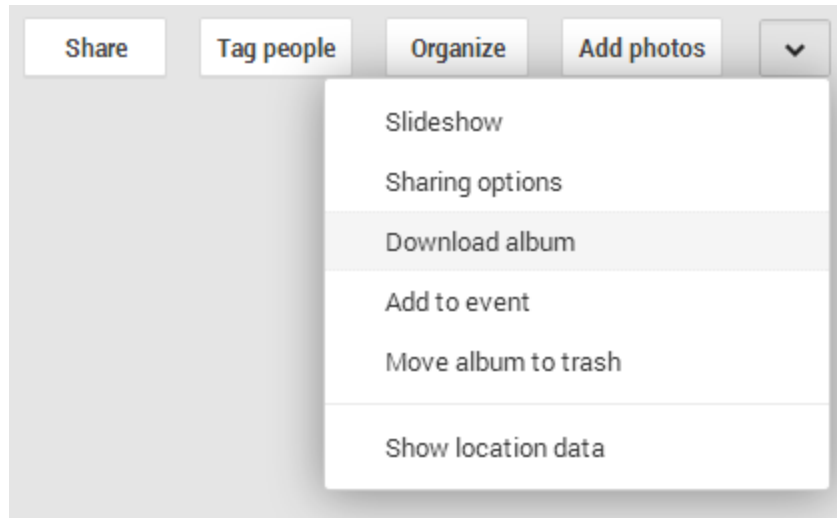 Share Tag people Organize Add photos
Slideshow
Sharing options
Download album
Add to event
Move album to trash
Show location data